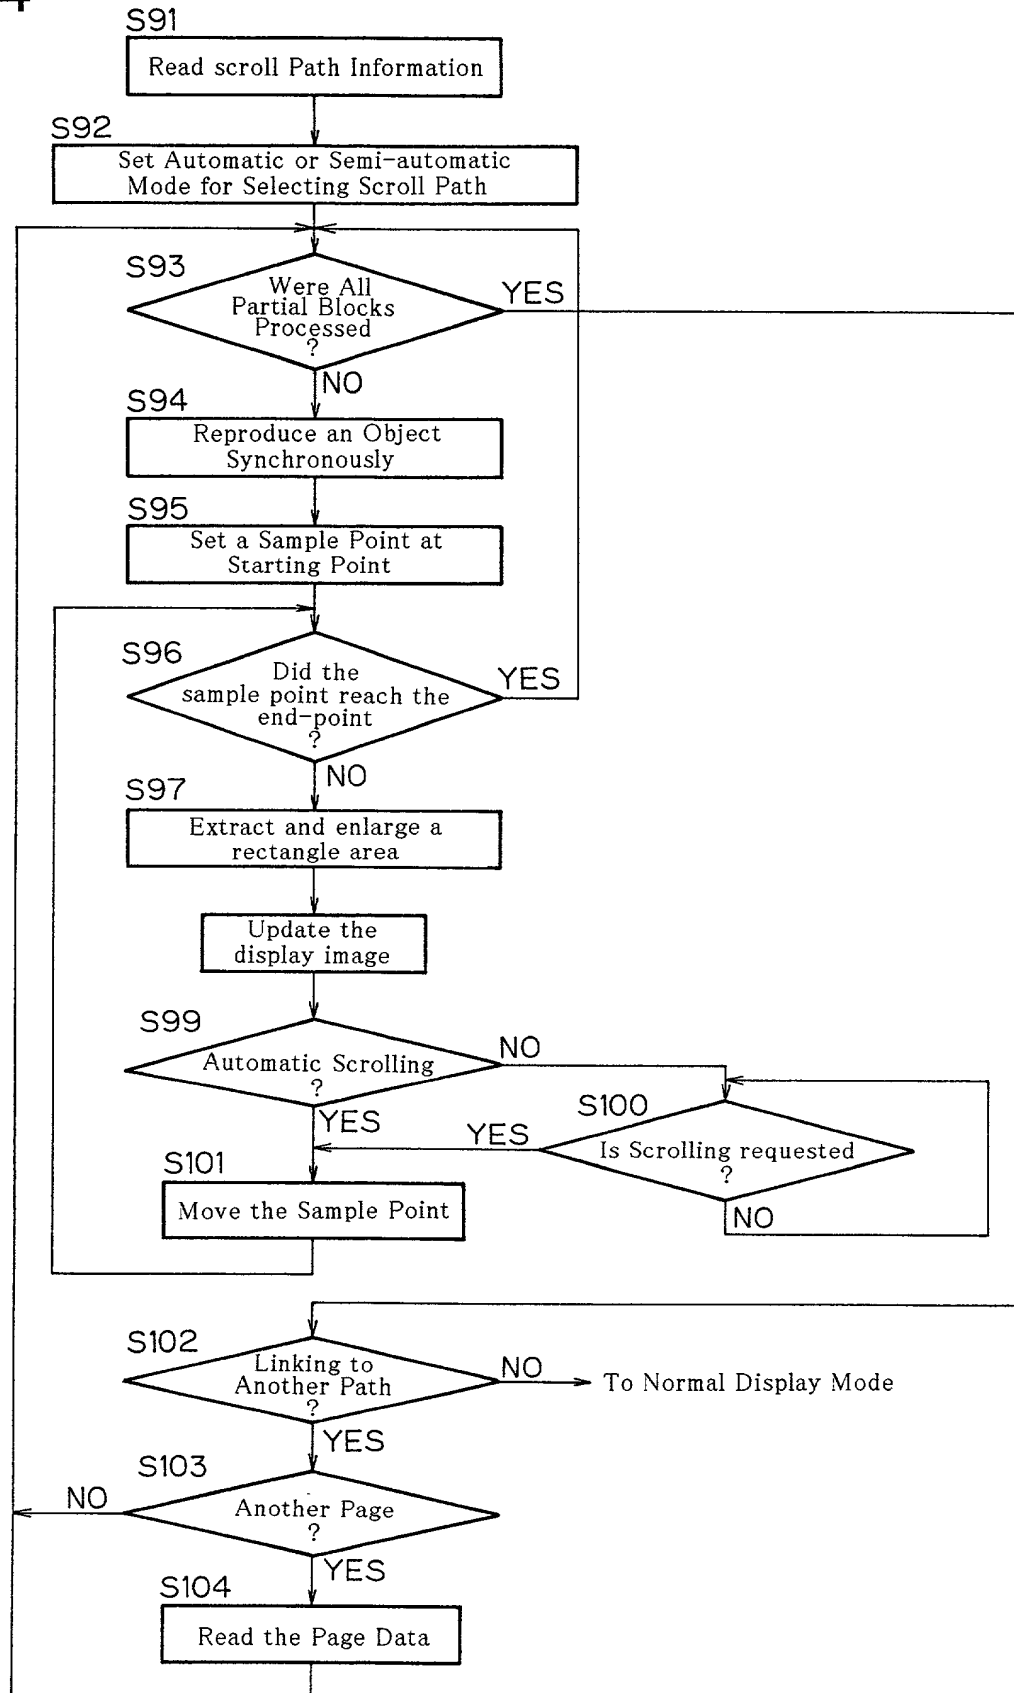 4
S91
Read scroll Path Information
S92
Set Automatic or Semi-automatic
Mode for Selecting Scroll Path
S93
Were All
Partial Blocks
Processed
?
YES
NO
S94
Reproduce an Object
Synchronously
S95
Set a Sample Point at
Starting Point
S96
Did the
sample point reach the
end-point
?
YES
NO
S97
Extract and enlarge a
rectangle area
Update the
display image
S99
Automatic Scrolling
?
NO
YES
S100
Is Scrolling requested
?
YES
NO
S101
Move the Sample Point
S102
Linking to
Another Path
?
NO
To Normal Display Mode
YES
S103
Another Page
?
NO
YES
S104
Read the Page Data